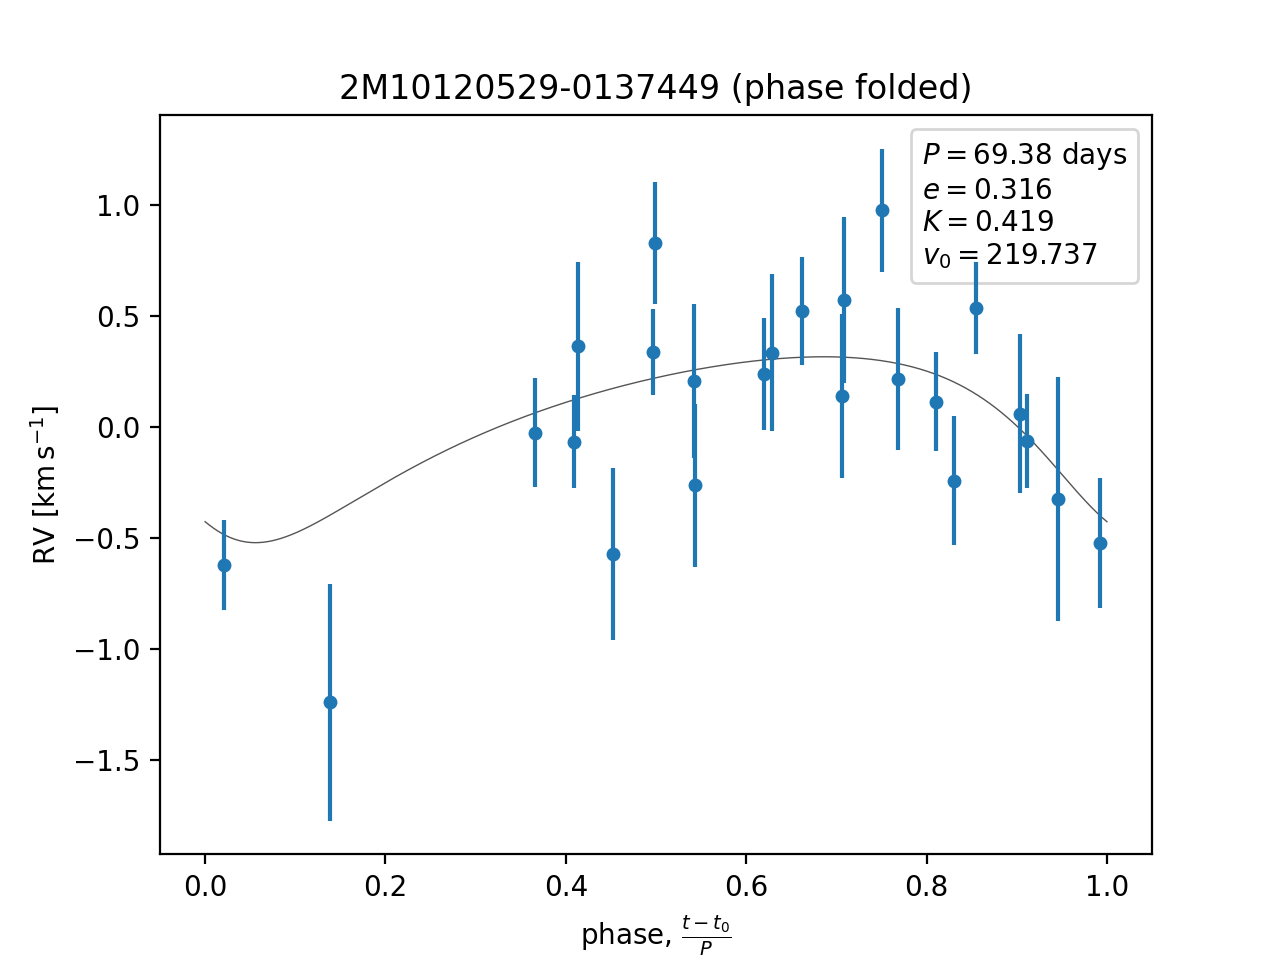 2M10120529-0137449 (phase folded)
P = 69.38 days
e = 0.316
K = 0.419
v₀ = 219.737
1.0
0.5
0.0
−0.5
−1.0
−1.5
RV [km s⁻¹]
0.0 0.2 0.4 0.6 0.8 1.0
phase, (t − t₀)/P